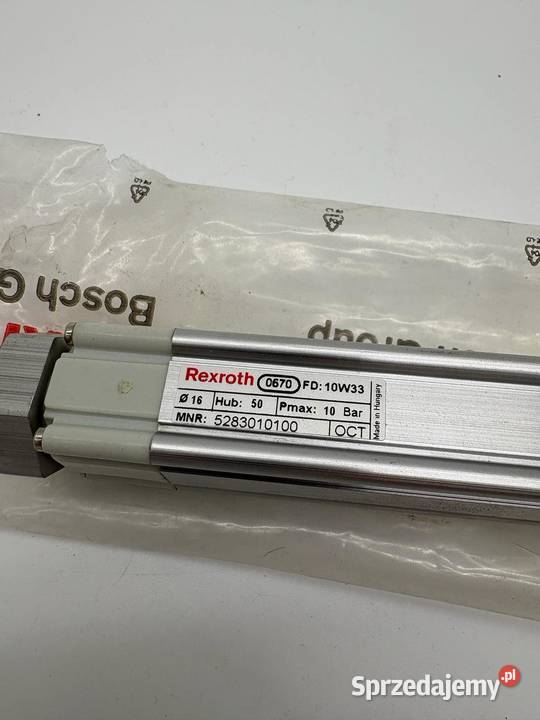 Bosch G
Group
Rexroth 0670 FD: 10W33
Ø 16 Hub: 50 Pmax: 10 Bar
MNR: 5283010100 OCT
Made in Hungary
Sprzedajemy.pl